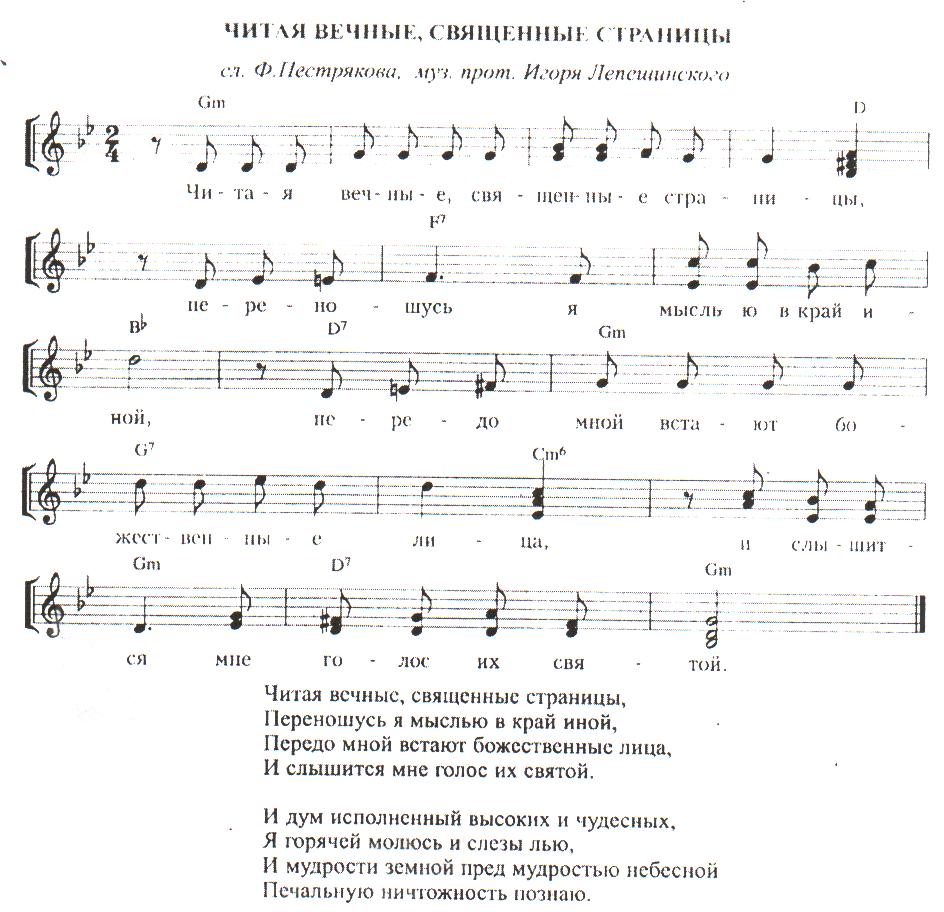 ЧИТАЯ ВЕЧНЫЕ, СВЯЩЕННЫЕ СТРАНИЦЫ
сл. Ф.Пестрякова, муз. прот. Игоря Лепешинского
Gm D
2
4
Чи - та - я веч - ны - е, свя - щен- ны - е стра - ни - цы,
F7
пе - ре - но - шусь я мысль ю в край и -
B♭ D7 Gm
ной, пе - ре - до мной вста - ют бо -
G7 Cm6
жест - вен - ны - е ли - ца, и слы - шит -
Gm D7 Gm
ся мне го - лос их свя - той.
Читая вечные, священные страницы,
Переношусь я мыслью в край иной,
Передо мной встают божественные лица,
И слышится мне голос их святой.
И дум исполненный высоких и чудесных,
Я горячей молюсь и слезы лью,
И мудрости земной пред мудростью небесной
Печальную ничтожность познаю.